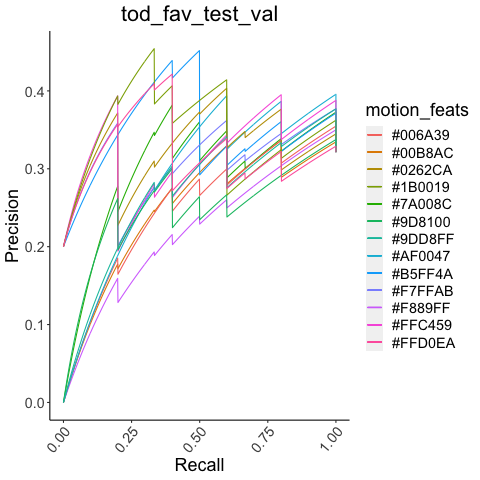 tod_fav_test_val
Precision
0.4
0.3
0.2
0.1
0.0
0.00
0.25
0.50
0.75
1.00
Recall
motion_feats
#006A39
#00B8AC
#0262CA
#1B0019
#7A008C
#9D8100
#9DD8FF
#AF0047
#B5FF4A
#F7FFAB
#F889FF
#FFC459
#FFD0EA